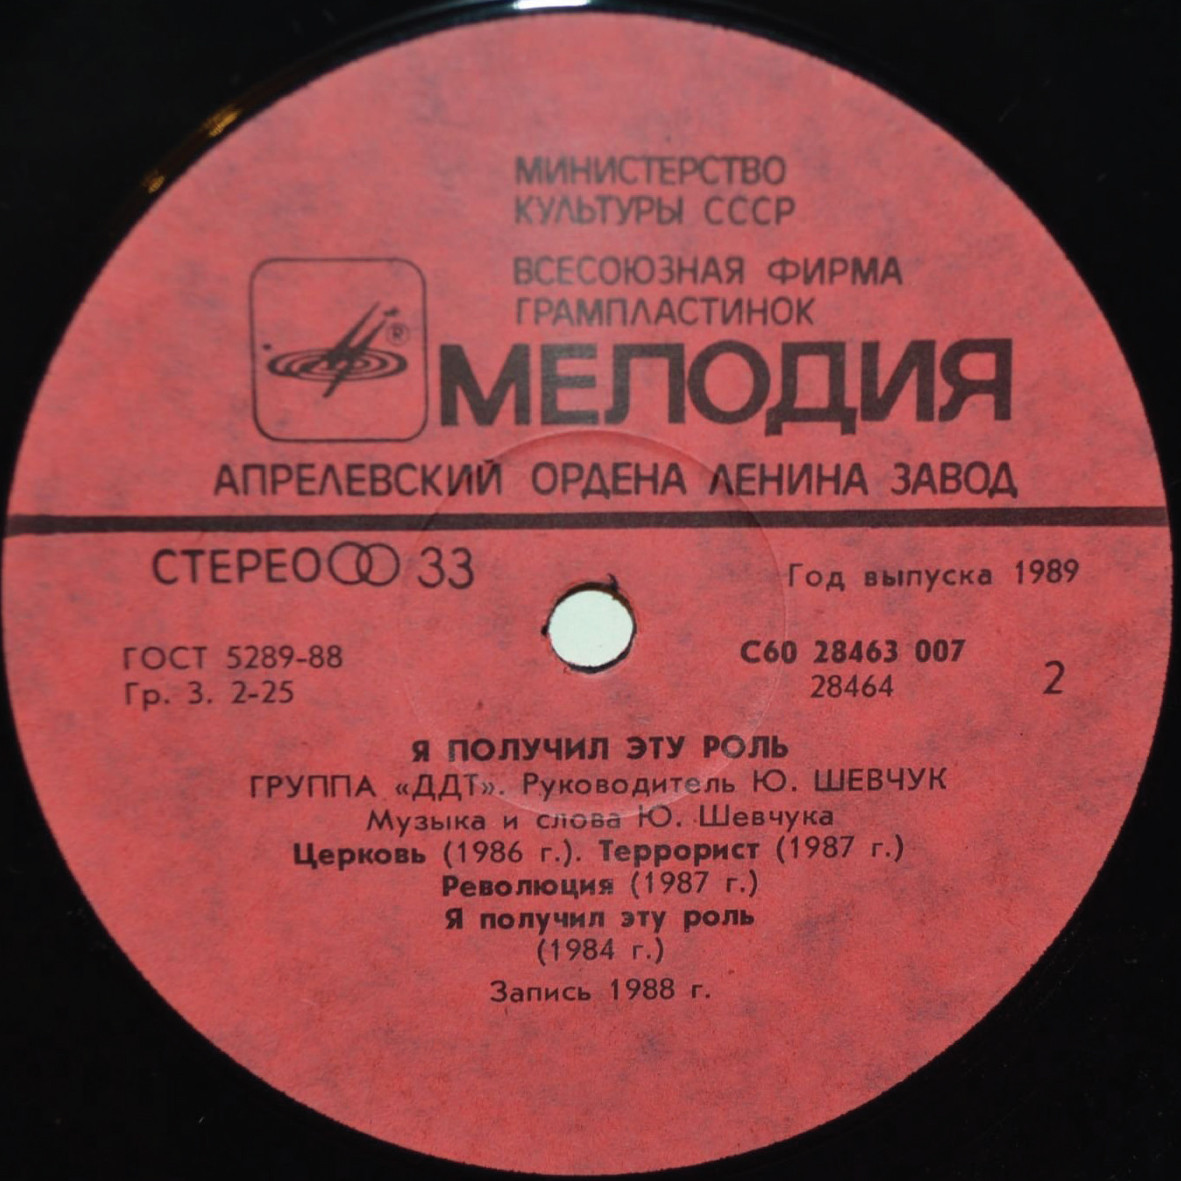 МИНИСТЕРСТВО
КУЛЬТУРЫ СССР
ВСЕСОЮЗНАЯ ФИРМА
ГРАМПЛАСТИНОК
®
МЕЛОДИЯ
АПРЕЛЕВСКИЙ ОРДЕНА ЛЕНИНА ЗАВОД
СТЕРЕО 33
Год выпуска 1989
ГОСТ 5289-88
Гр. 3. 2-25
С60 28463 007
28464
2
Я ПОЛУЧИЛ ЭТУ РОЛЬ
ГРУППА «ДДТ». Руководитель Ю. ШЕВЧУК
Музыка и слова Ю. Шевчука
Церковь (1986 г.). Террорист (1987 г.)
Революция (1987 г.)
Я получил эту роль
(1984 г.)
Запись 1988 г.